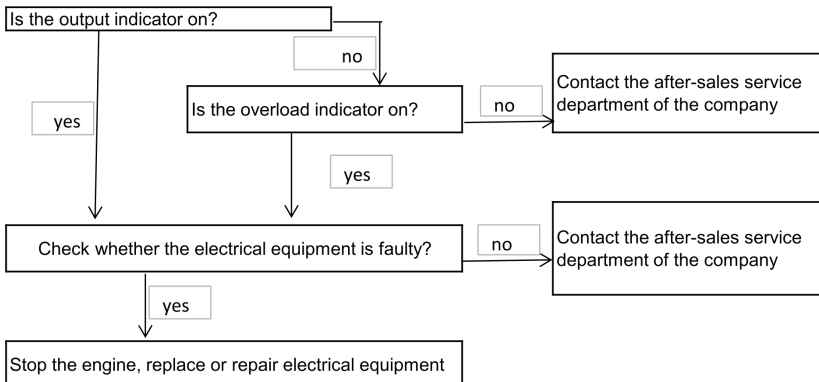 Is the output indicator on?
no
Is the overload indicator on?
no
Contact the after-sales service
department of the company
yes
yes
Check whether the electrical equipment is faulty?
no
Contact the after-sales service
department of the company
yes
Stop the engine, replace or repair electrical equipment